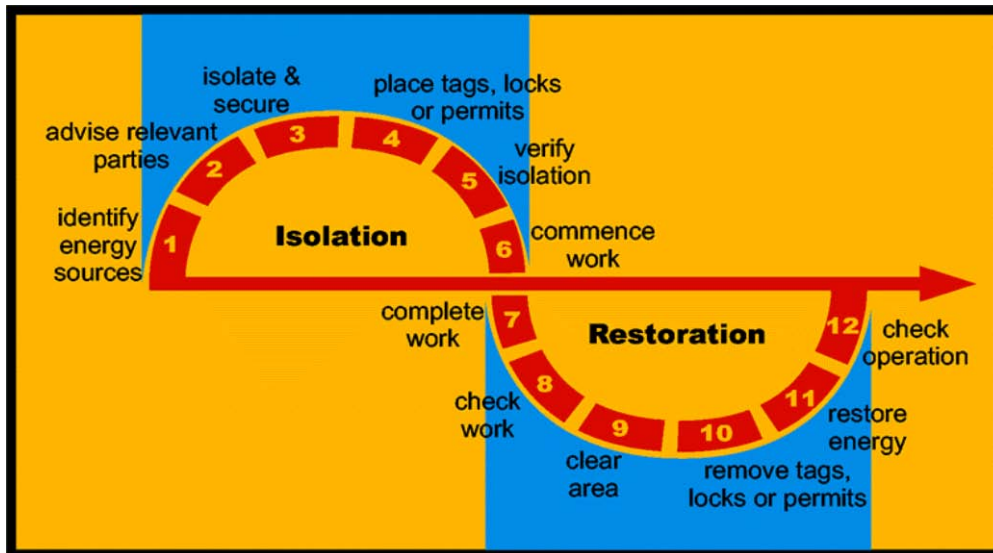 identify
energy
sources
1
advise relevant
parties
2
isolate &
secure
3
place tags, locks
or permits
4
verify
isolation
5
commence
work
6
Isolation
complete
work
7
check
work
8
clear
area
9
remove tags,
locks or permits
10
restore
energy
11
check
operation
12
Restoration